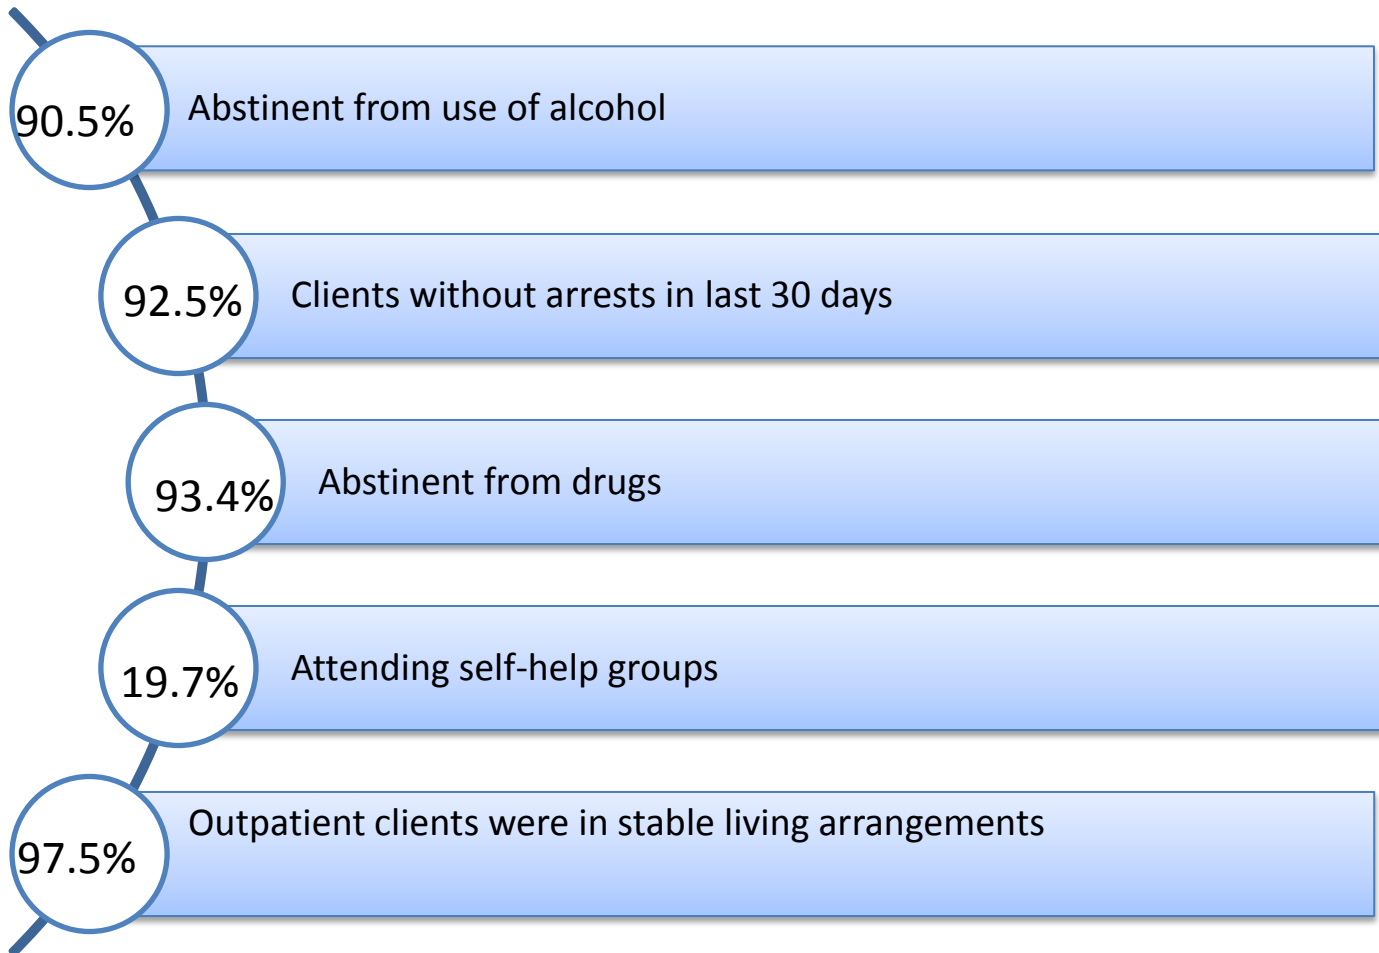 90.5%
Abstinent from use of alcohol
92.5%
Clients without arrests in last 30 days
93.4%
Abstinent from drugs
19.7%
Attending self-help groups
97.5%
Outpatient clients were in stable living arrangements